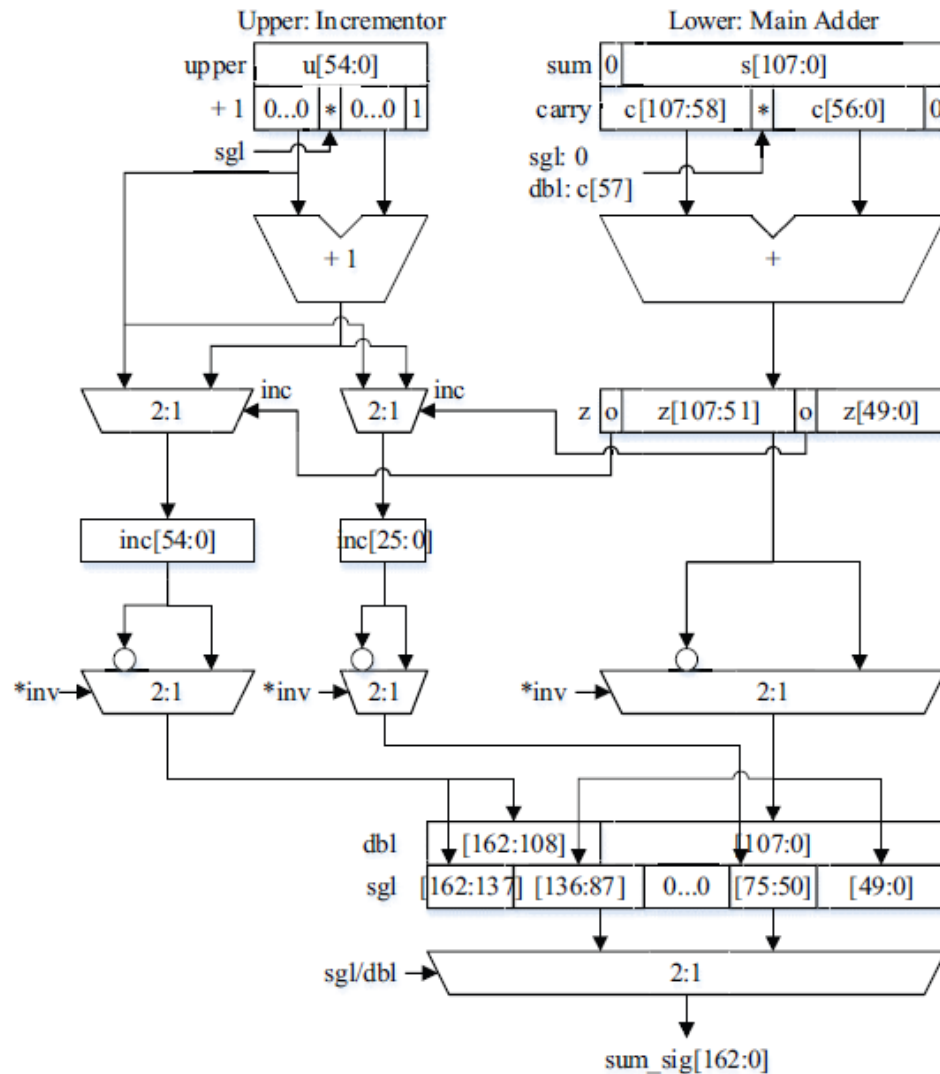 Upper: Incrementor
Lower: Main Adder
upper u[54:0]
sum 0 s[107:0]
+ 1 0...0 * 0...0 1
carry c[107:58] * c[56:0] 0
sgl
sgl: 0
dbl: c[57]
+ 1
+
2:1 inc
2:1 inc
z o z[107:51] o z[49:0]
inc[54:0]
inc[25:0]
*inv 2:1
*inv 2:1
*inv 2:1
dbl [162:108] [107:0]
sgl [162:137] [136:87] 0...0 [75:50] [49:0]
sgl/dbl 2:1
sum_sig[162:0]